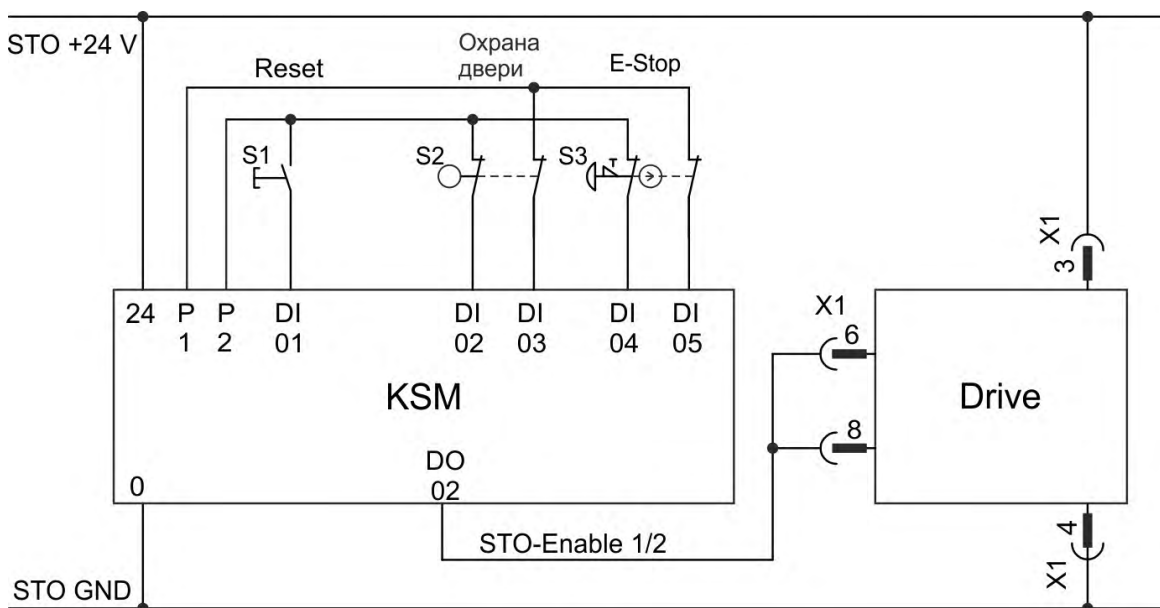 STO +24 V
Reset
Охрана
двери
E-Stop
S1
S2
S3
X1
3
24 P P DI DI DI DI DI
1 2 01 02 03 04 05
X1
6
KSM
Drive
8
DO
02
0
4
STO-Enable 1/2
X1
STO GND